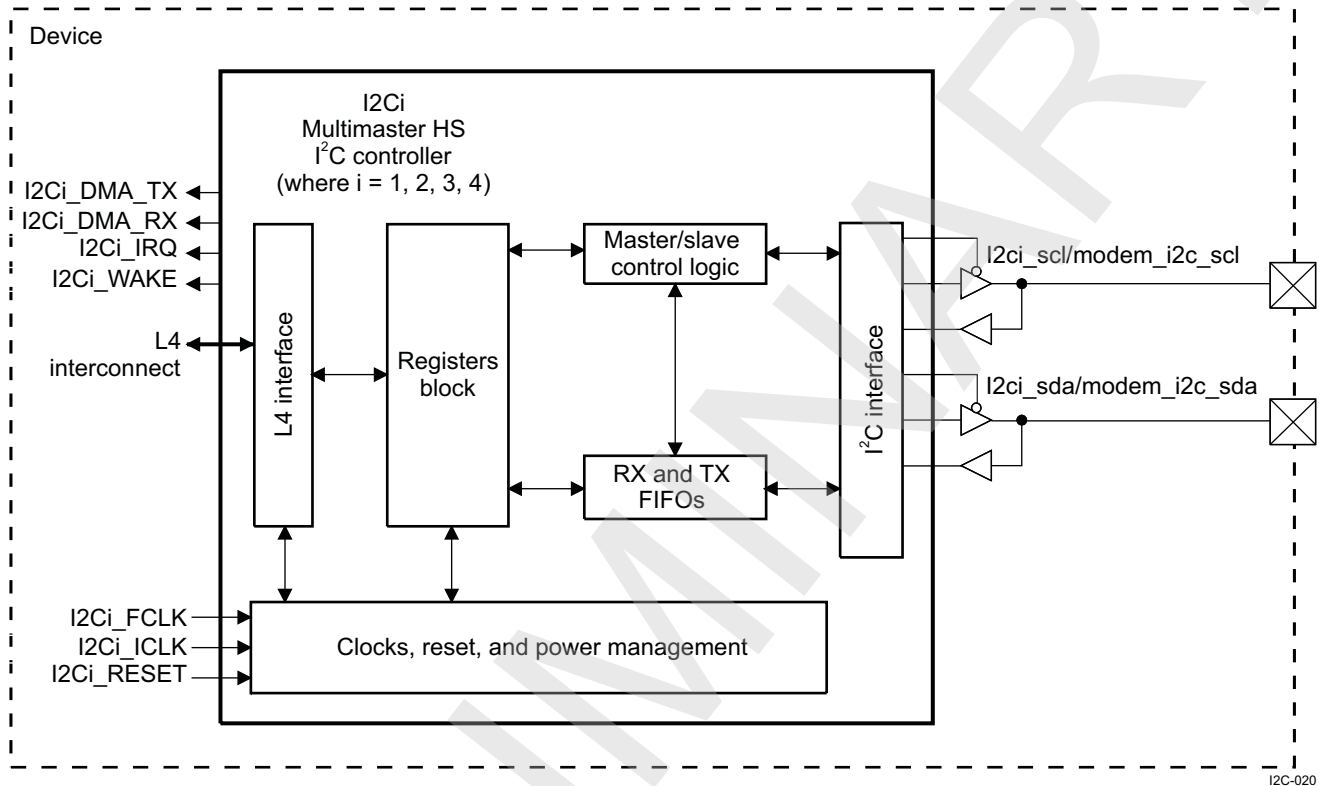 Device
I2Ci
Multimaster HS
I²C controller
(where i = 1, 2, 3, 4)
I2Ci_DMA_TX
I2Ci_DMA_RX
I2Ci_IRQ
I2Ci_WAKE
L4
interconnect
L4 interface
Registers
block
Master/slave
control logic
RX and TX
FIFOs
I²C interface
I2ci_scl/modem_i2c_scl
I2ci_sda/modem_i2c_sda
I2Ci_FCLK
I2Ci_ICLK
I2Ci_RESET
Clocks, reset, and power management
I2C-020
IMINAR